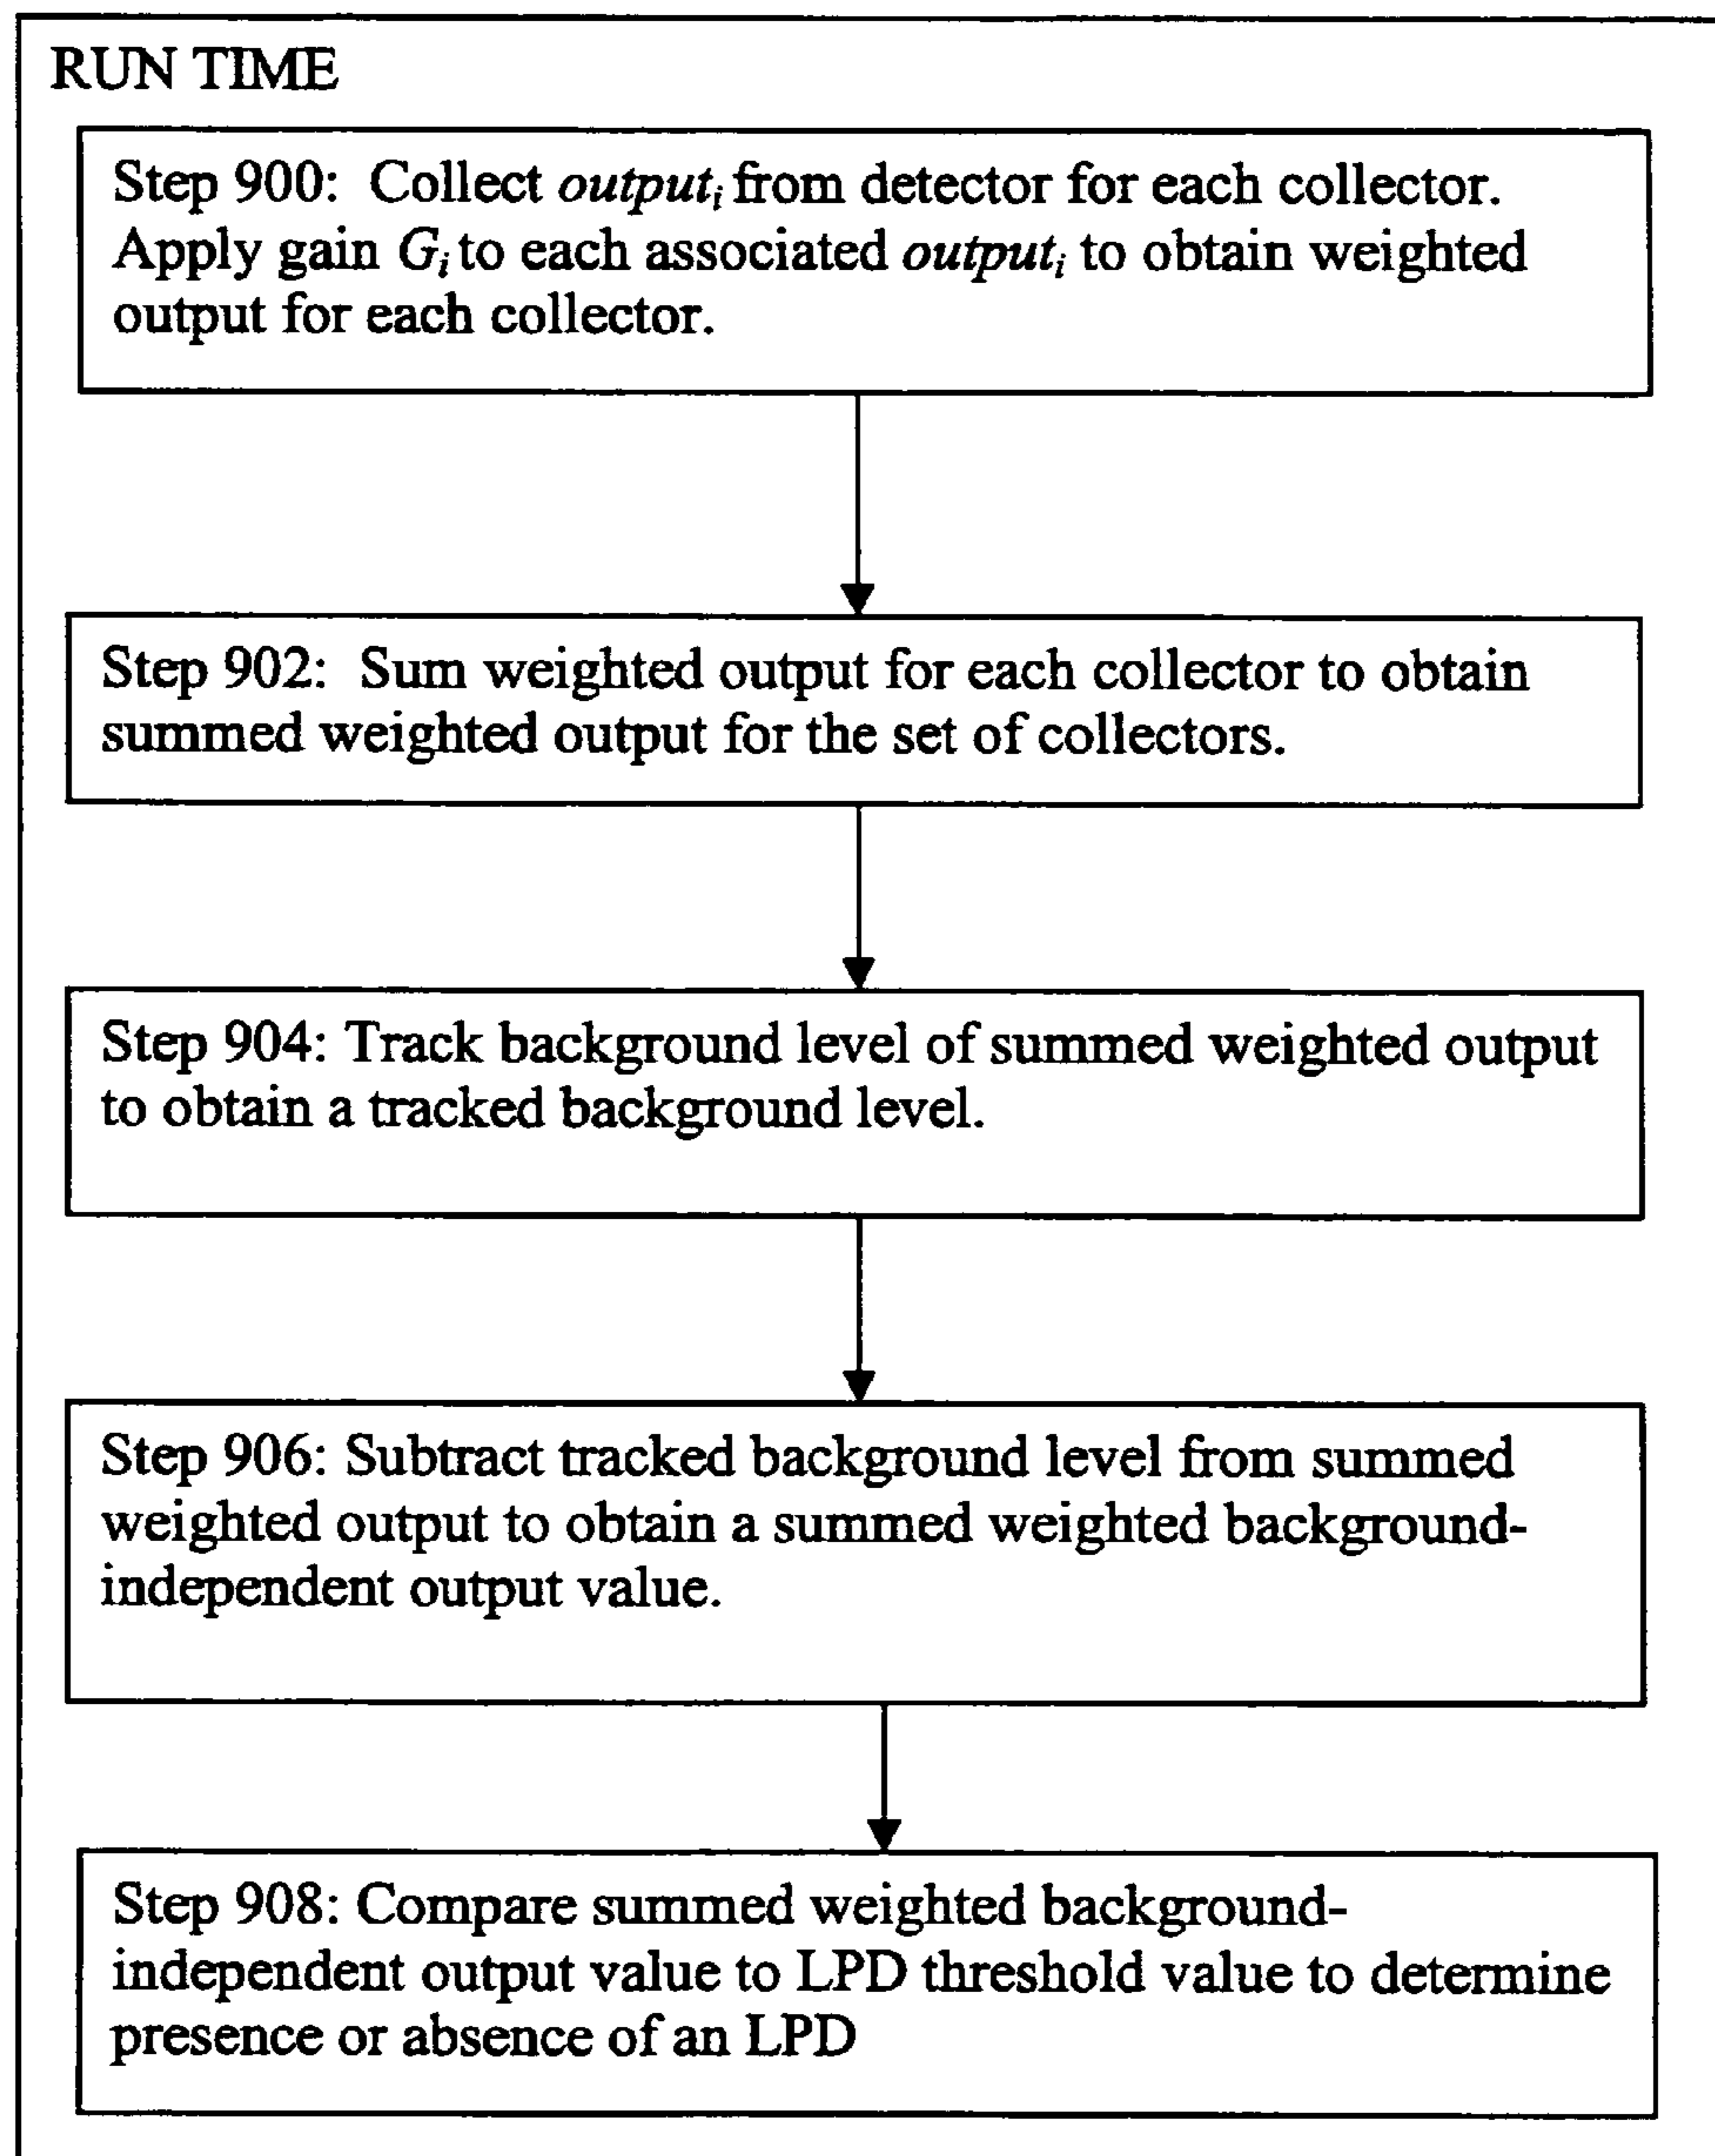 RUN TIME
Step 900:  Collect outputᵢ from detector for each collector.
Apply gain Gᵢ to each associated outputᵢ to obtain weighted
output for each collector.
Step 902:  Sum weighted output for each collector to obtain
summed weighted output for the set of collectors.
Step 904: Track background level of summed weighted output
to obtain a tracked background level.
Step 906: Subtract tracked background level from summed
weighted output to obtain a summed weighted background-
independent output value.
Step 908: Compare summed weighted background-
independent output value to LPD threshold value to determine
presence or absence of an LPD